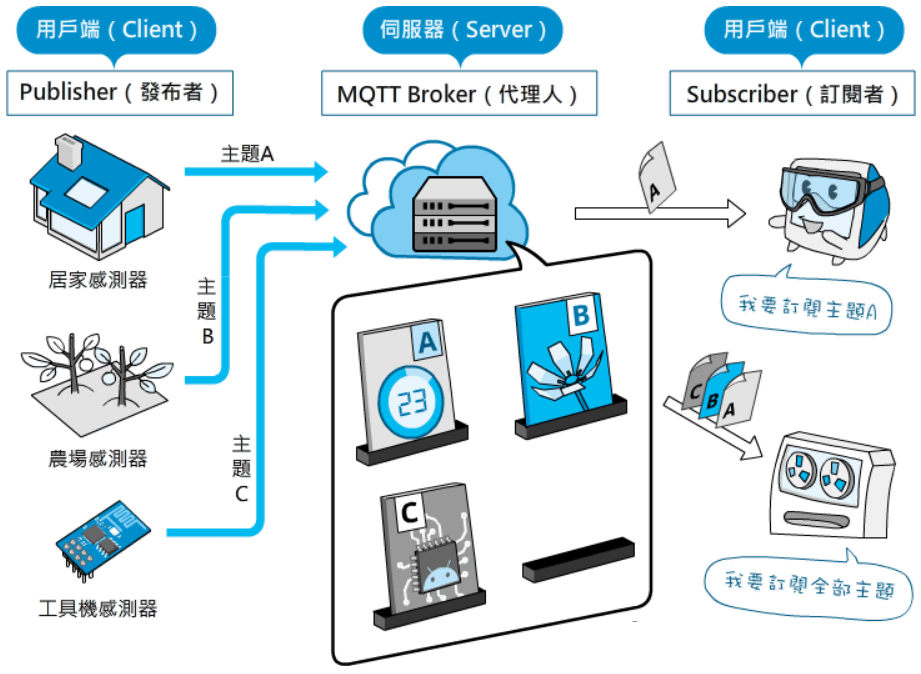 用戶端（Client）
伺服器（Server）
用戶端（Client）
Publisher（發布者）
MQTT Broker（代理人）
Subscriber（訂閱者）
主題A
A
居家感測器
我要訂閱主題A
主題B
A
23
B
C
B
A
農場感測器
主題C
C
我要訂閱全部主題
工具機感測器